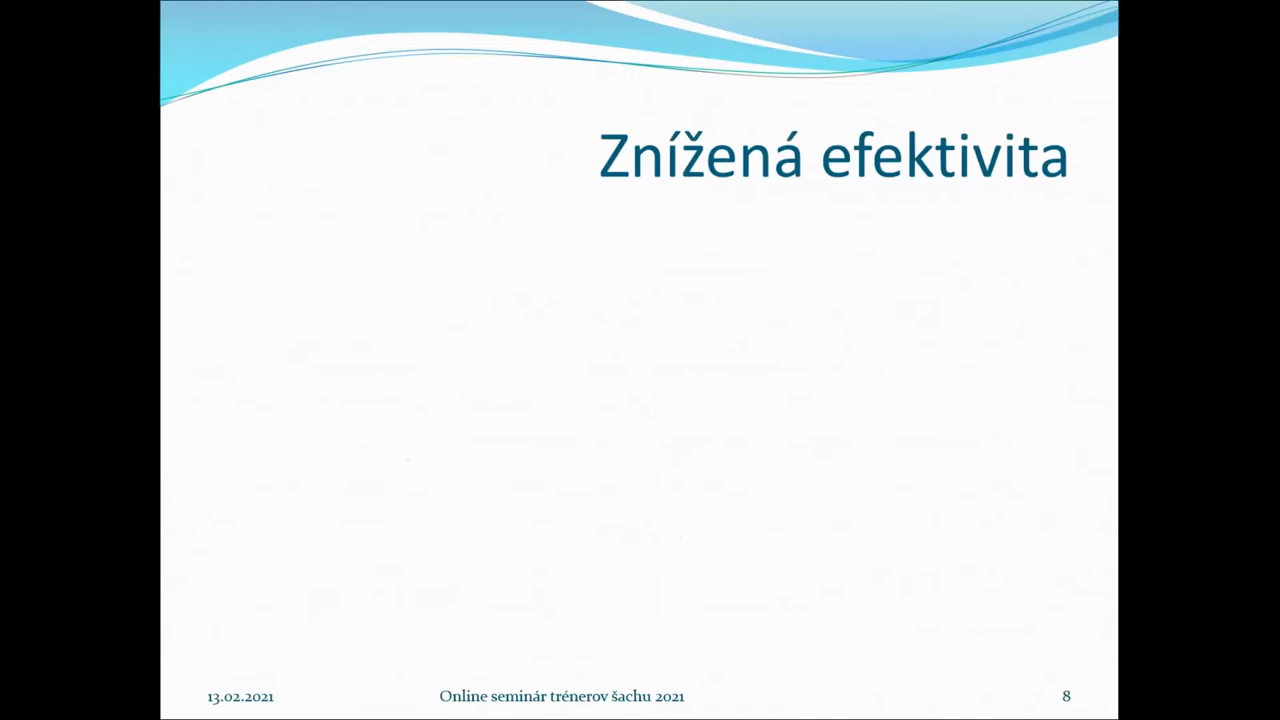 Znížená efektivita
13.02.2021 Online seminár trénerov šachu 2021 8